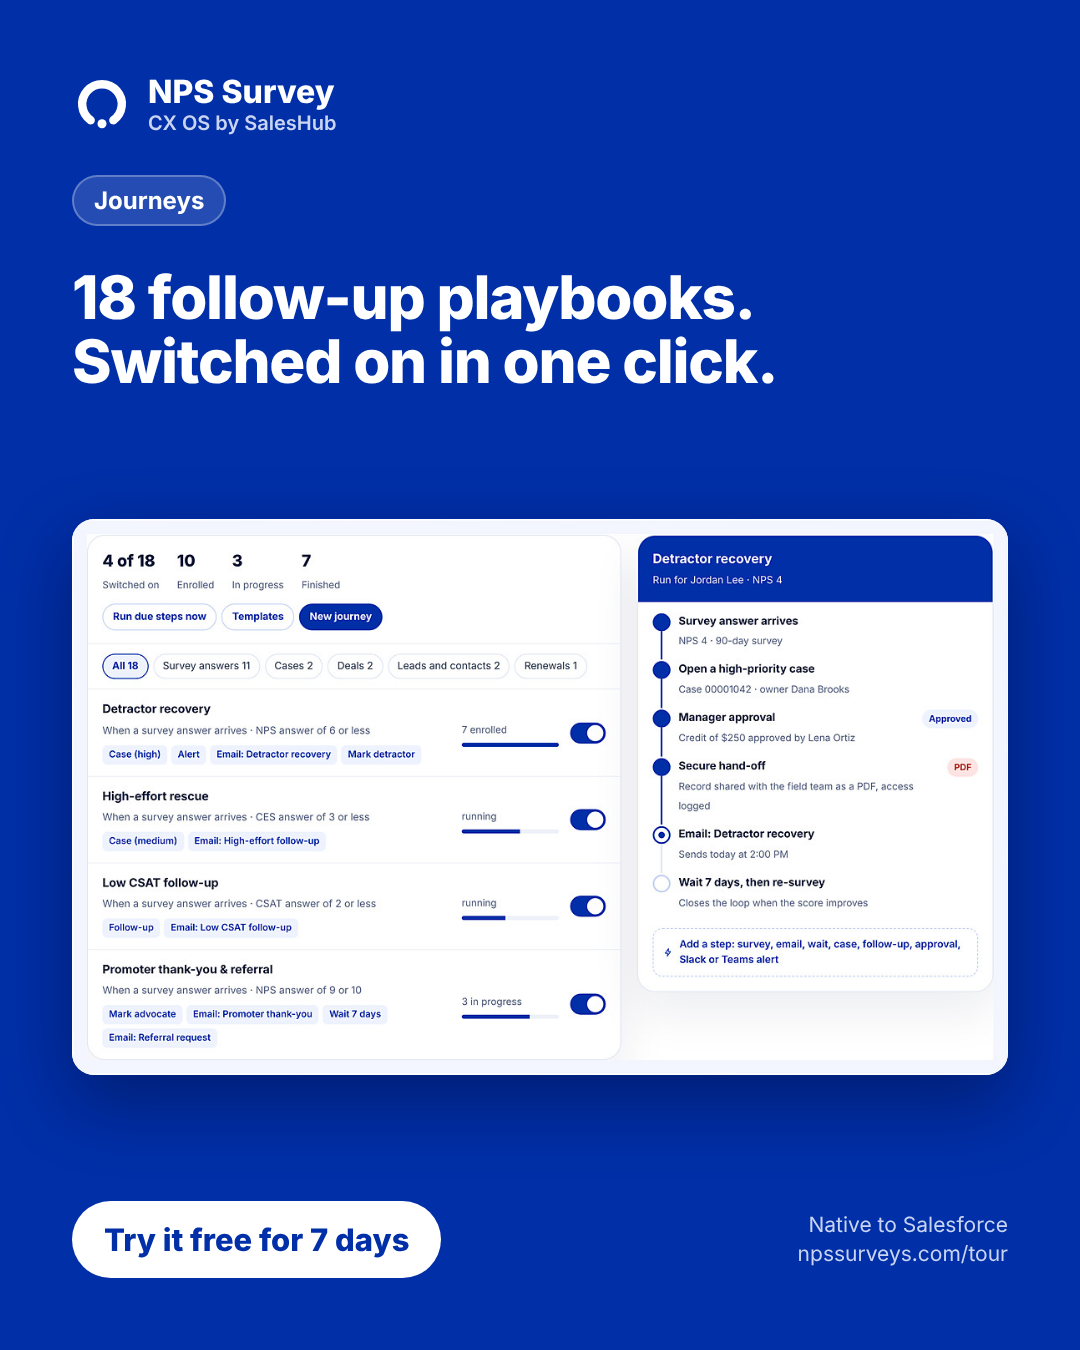 NPS Survey
CX OS by SalesHub
Journeys
18 follow-up playbooks.
Switched on in one click.
4 of 18 10 3 7
Switched on Enrolled In progress Finished
Run due steps now Templates New journey
All 18 Survey answers 11 Cases 2 Deals 2 Leads and contacts 2 Renewals 1
Detractor recovery
When a survey answer arrives · NPS answer of 6 or less
7 enrolled
Case (high) Alert Email: Detractor recovery Mark detractor
High-effort rescue
When a survey answer arrives · CES answer of 3 or less
running
Case (medium) Email: High-effort follow-up
Low CSAT follow-up
When a survey answer arrives · CSAT answer of 2 or less
running
Follow-up Email: Low CSAT follow-up
Promoter thank-you & referral
When a survey answer arrives · NPS answer of 9 or 10
3 in progress
Mark advocate Email: Promoter thank-you Wait 7 days
Email: Referral request
Detractor recovery
Run for Jordan Lee · NPS 4
Survey answer arrives
NPS 4 · 90-day survey
Open a high-priority case
Case 00001042 · owner Dana Brooks
Manager approval Approved
Credit of $250 approved by Lena Ortiz
Secure hand-off PDF
Record shared with the field team as a PDF, access
logged
Email: Detractor recovery
Sends today at 2:00 PM
Wait 7 days, then re-survey
Closes the loop when the score improves
Add a step: survey, email, wait, case, follow-up, approval,
Slack or Teams alert
Try it free for 7 days
Native to Salesforce
npssurveys.com/tour